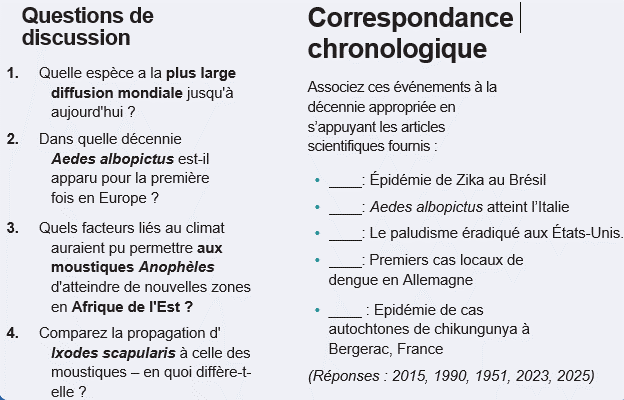 Questions de
discussion
1. Quelle espèce a la plus large
diffusion mondiale jusqu'à
aujourd'hui ?
2. Dans quelle décennie
Aedes albopictus est-il
apparu pour la première
fois en Europe ?
3. Quels facteurs liés au climat
auraient pu permettre aux
moustiques Anophèles
d'atteindre de nouvelles zones
en Afrique de l'Est ?
4. Comparez la propagation d'
Ixodes scapularis à celle des
moustiques – en quoi diffère-t-
elle ?
Correspondance
chronologique
Associez ces événements à la
décennie appropriée en
s’appuyant les articles
scientifiques fournis :
• ____: Épidémie de Zika au Brésil
• ____: Aedes albopictus atteint l’Italie
• ____: Le paludisme éradiqué aux États-Unis.
• ____: Premiers cas locaux de
dengue en Allemagne
• ____ : Epidémie de cas
autochtones de chikungunya à
Bergerac, France
(Réponses : 2015, 1990, 1951, 2023, 2025)